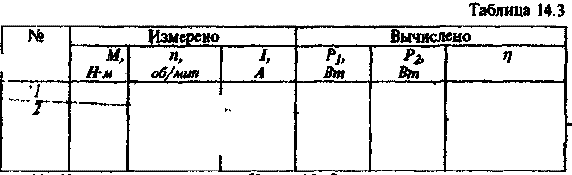 Таблица 14.3
№ Измерено Вычислено
M, n, I, P1, P2, η
Н·м об/мин А Вт Вт
1
2